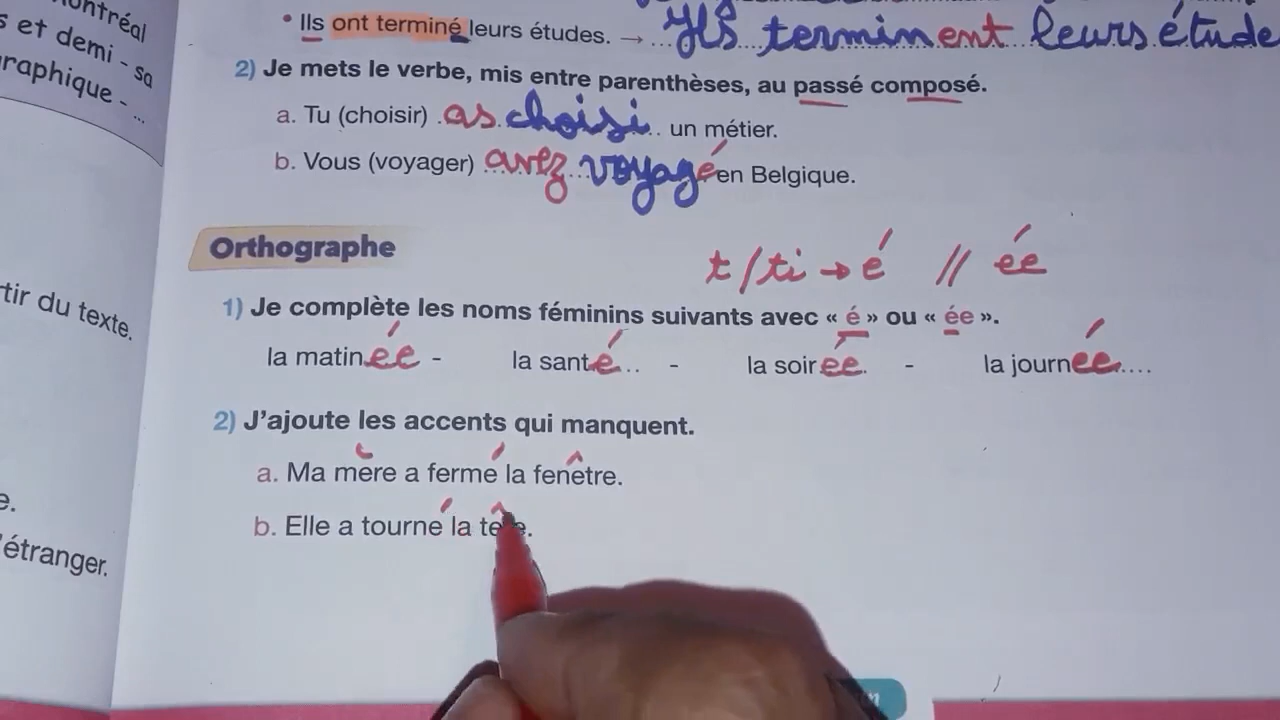 ontréal
s et demi - sa
raphique - ...
tir du texte.
e.
'étranger.
• Ils ont terminé leurs études. → ...Ils terminent leurs étude
2) Je mets le verbe, mis entre parenthèses, au passé composé.
a. Tu (choisir) .as choisi.. un métier.
b. Vous (voyager) ...avez voyagé en Belgique.
Orthographe
t/ti → é // ée
1) Je complète les noms féminins suivants avec « é » ou « ée ».
la matinée - la santé.. - la soirée. - la journée....
2) J'ajoute les accents qui manquent.
a. Ma mère a fermé la fenêtre.
b. Elle a tourné la